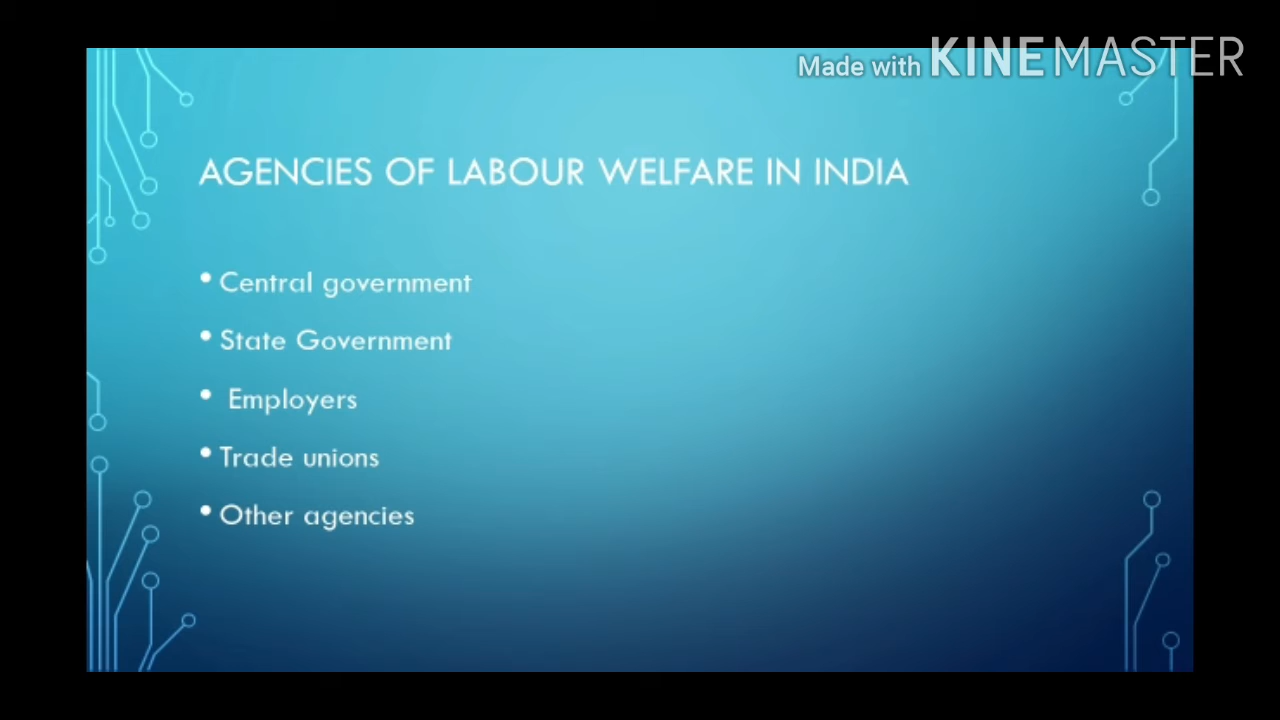 Made with KINEMASTER
AGENCIES OF LABOUR WELFARE IN INDIA
• Central government
• State Government
• Employers
• Trade unions
• Other agencies